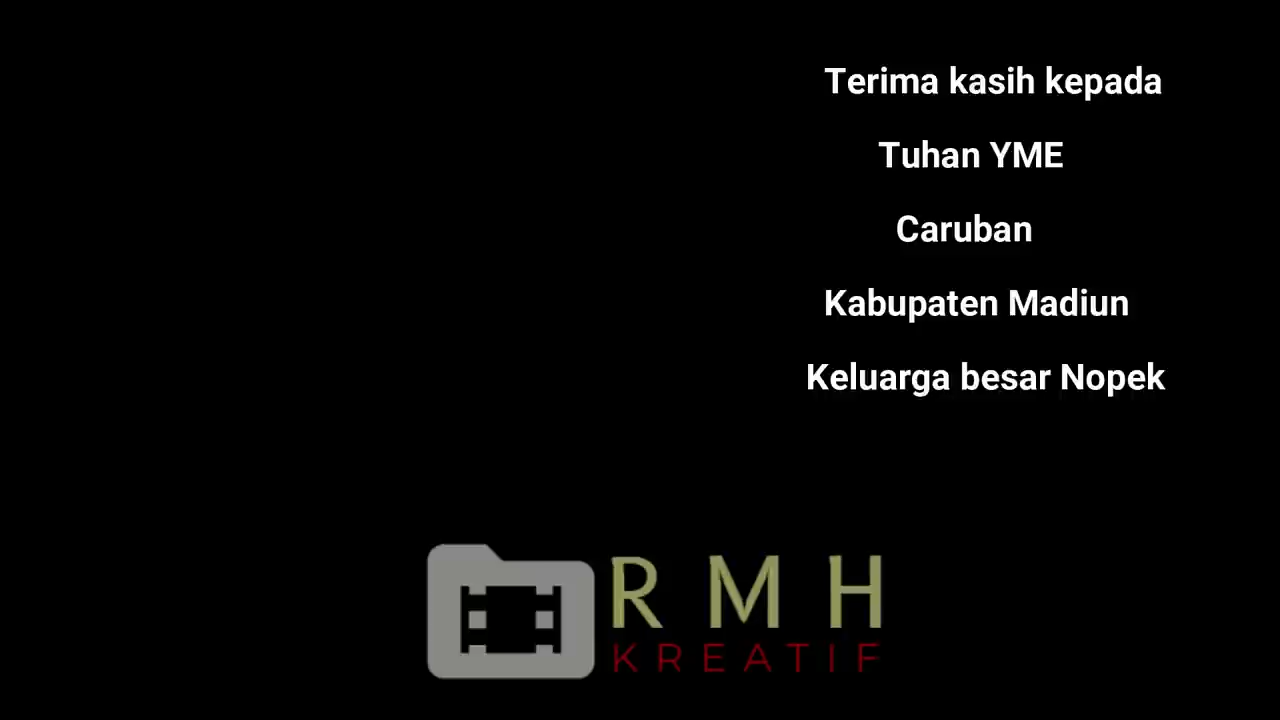 Terima kasih kepada
Tuhan YME
Caruban
Kabupaten Madiun
Keluarga besar Nopek
RMH
KREATIF